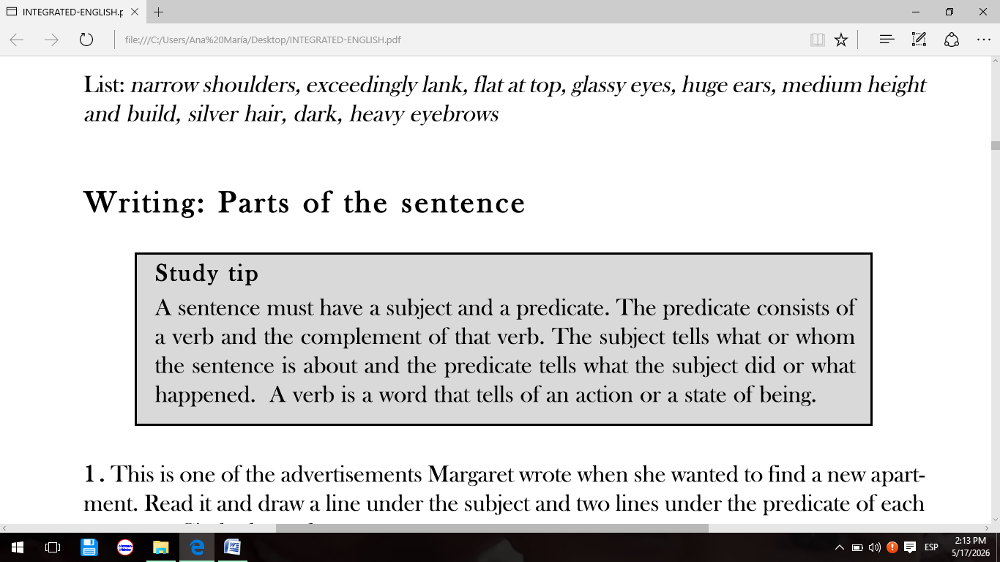 INTEGRATED-ENGLISH.p
file:///C:/Users/Ana%20María/Desktop/INTEGRATED-ENGLISH.pdf
List: narrow shoulders, exceedingly lank, flat at top, glassy eyes, huge ears, medium height
and build, silver hair, dark, heavy eyebrows
Writing: Parts of the sentence
Study tip
A sentence must have a subject and a predicate. The predicate consists of
a verb and the complement of that verb. The subject tells what or whom
the sentence is about and the predicate tells what the subject did or what
happened. A verb is a word that tells of an action or a state of being.
1. This is one of the advertisements Margaret wrote when she wanted to find a new apart-
ment. Read it and draw a line under the subject and two lines under the predicate of each
ESP
2:13 PM
5/17/2026